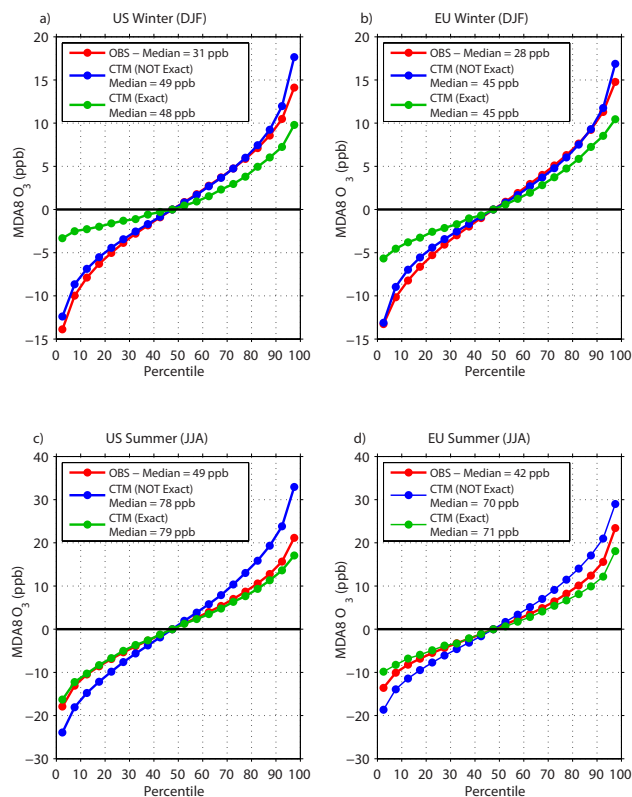 a) US Winter (DJF)
20
15
10
5
0
−5
−10
−15
MDA8 O3 (ppb)
OBS − Median = 31 ppb
CTM (NOT Exact)
Median = 49 ppb
CTM (Exact)
Median = 48 ppb
0 10 20 30 40 50 60 70 80 90 100
Percentile
b) EU Winter (DJF)
20
15
10
5
0
−5
−10
−15
MDA8 O3 (ppb)
OBS − Median = 28 ppb
CTM (NOT Exact)
Median = 45 ppb
CTM (Exact)
Median = 45 ppb
0 10 20 30 40 50 60 70 80 90 100
Percentile
c) US Summer (JJA)
40
30
20
10
0
−10
−20
−30
MDA8 O3 (ppb)
OBS − Median = 49 ppb
CTM (NOT Exact)
Median = 78 ppb
CTM (Exact)
Median = 79 ppb
0 10 20 30 40 50 60 70 80 90 100
Percentile
d) EU Summer (JJA)
40
30
20
10
0
−10
−20
−30
MDA8 O3 (ppb)
OBS − Median = 42 ppb
CTM (NOT Exact)
Median = 70 ppb
CTM (Exact)
Median = 71 ppb
0 10 20 30 40 50 60 70 80 90 100
Percentile